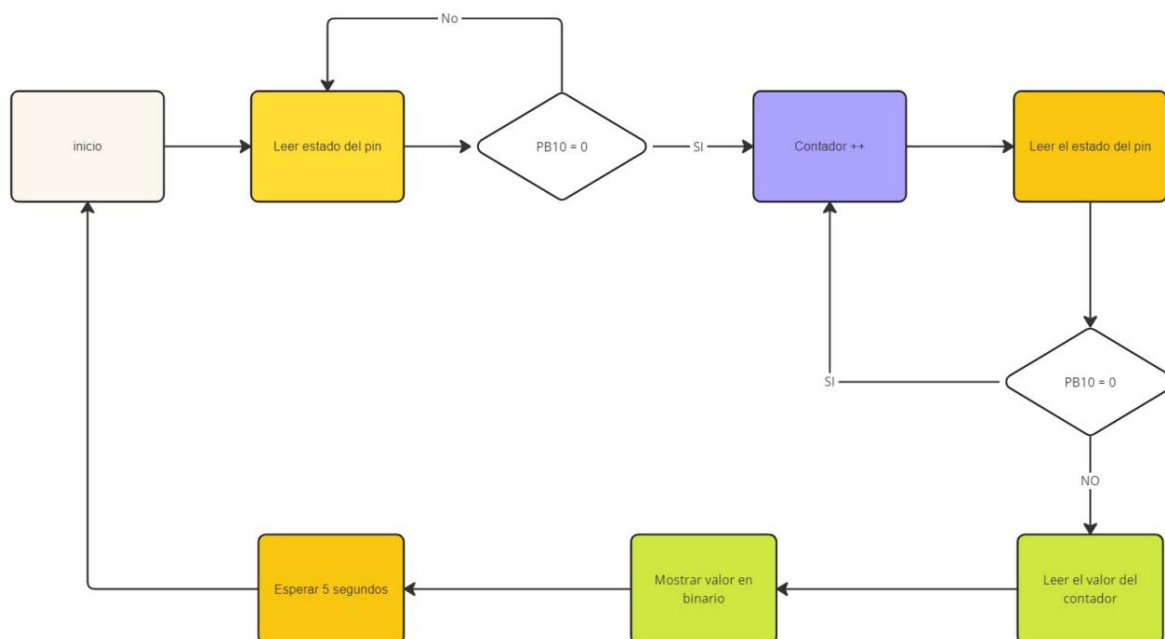 No
inicio
Leer estado del pin
PB10 = 0
SI
Contador ++
Leer el estado del pin
SI
PB10 = 0
NO
Esperar 5 segundos
Mostrar valor en
binario
Leer el valor del
contador